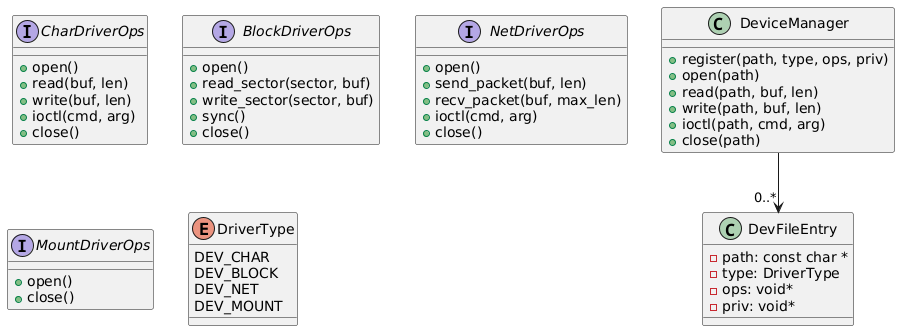 I CharDriverOps
open()
read(buf, len)
write(buf, len)
ioctl(cmd, arg)
close()
I BlockDriverOps
open()
read_sector(sector, buf)
write_sector(sector, buf)
sync()
close()
I NetDriverOps
open()
send_packet(buf, len)
recv_packet(buf, max_len)
ioctl(cmd, arg)
close()
C DeviceManager
register(path, type, ops, priv)
open(path)
read(path, buf, len)
write(path, buf, len)
ioctl(path, cmd, arg)
close(path)
0..*
I MountDriverOps
open()
close()
E DriverType
DEV_CHAR
DEV_BLOCK
DEV_NET
DEV_MOUNT
C DevFileEntry
path: const char *
type: DriverType
ops: void*
priv: void*